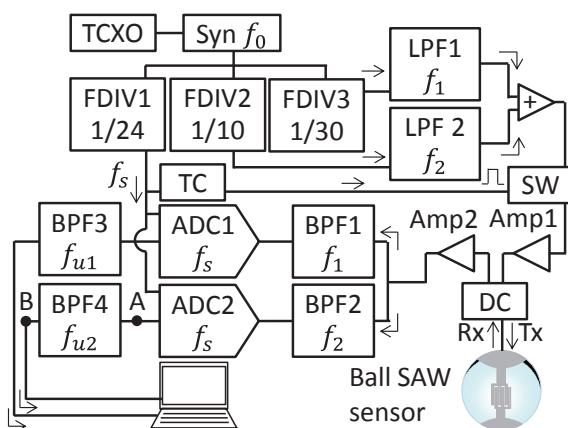 TCXO
Syn f0
FDIV1
1/24
FDIV2
1/10
FDIV3
1/30
LPF1
f1
LPF 2
f2
+
fs
TC
SW
BPF3
fu1
ADC1
fs
BPF1
f1
Amp2
Amp1
B
BPF4
fu2
A
ADC2
fs
BPF2
f2
DC
Rx
Tx
Ball SAW
sensor